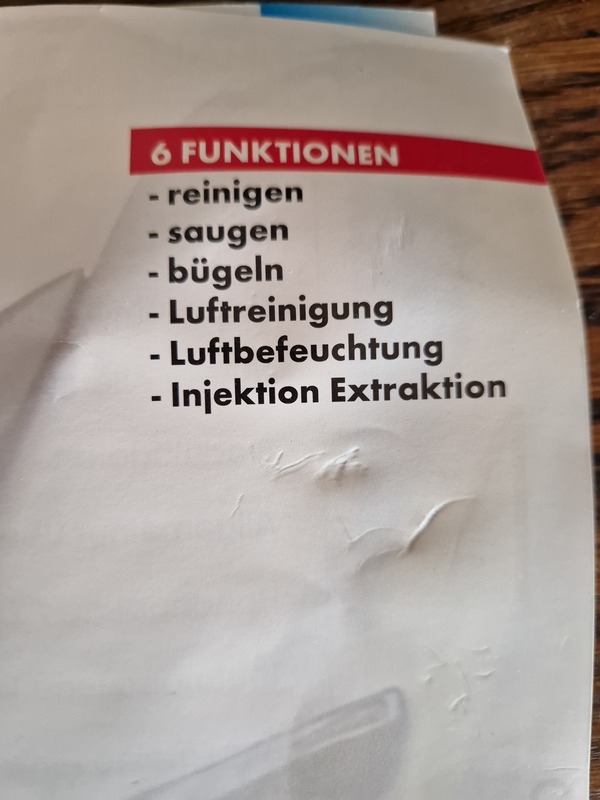 6 FUNKTIONEN
- reinigen
- saugen
- bügeln
- Luftreinigung
- Luftbefeuchtung
- Injektion Extraktion